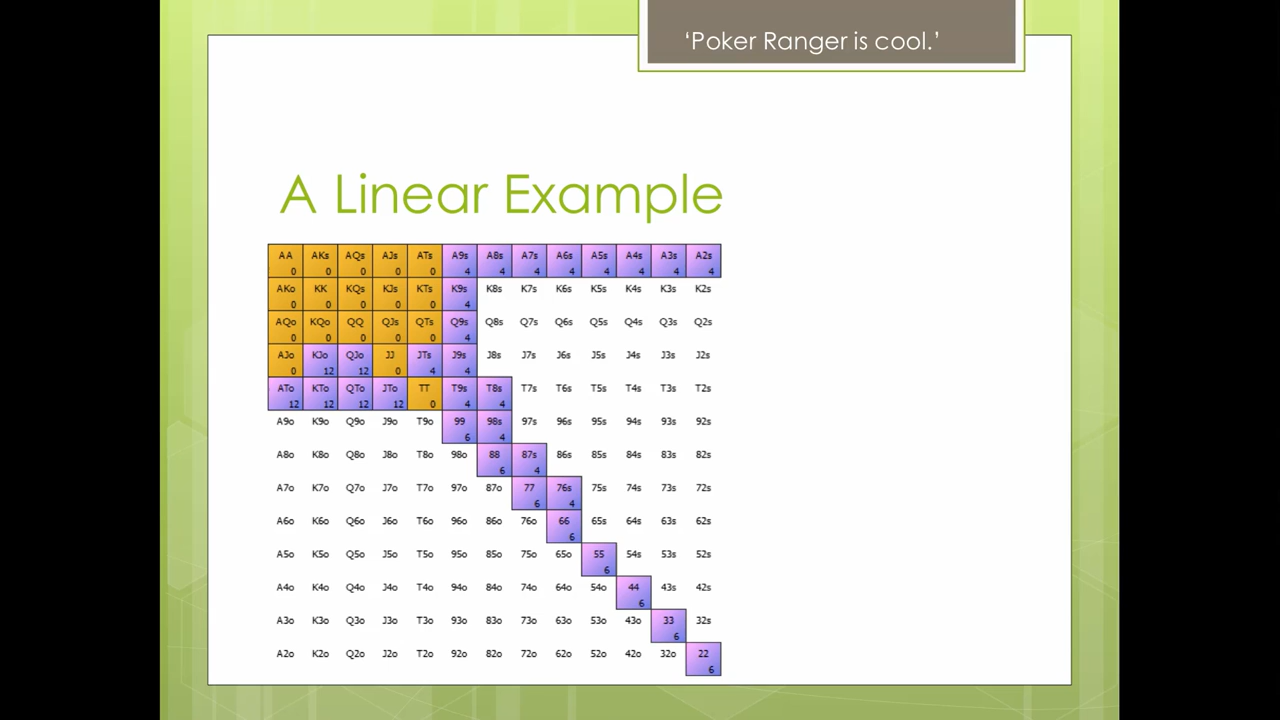 ‘Poker Ranger is cool.’
A Linear Example
AA AKs AQs AJs ATs A9s A8s A7s A6s A5s A4s A3s A2s
0 0 0 0 0 4 4 4 4 4 4 4 4
AKo KK KQs KJs KTs K9s K8s K7s K6s K5s K4s K3s K2s
0 0 0 0 0 4
AQo KQo QQ QJs QTs Q9s Q8s Q7s Q6s Q5s Q4s Q3s Q2s
0 0 0 0 0 4
AJo KJo QJo JJ JTs J9s J8s J7s J6s J5s J4s J3s J2s
0 12 12 0 4 4
ATo KTo QTo JTo TT T9s T8s T7s T6s T5s T4s T3s T2s
12 12 12 12 0 4 4
A9o K9o Q9o J9o T9o 99 98s 97s 96s 95s 94s 93s 92s
6 4
A8o K8o Q8o J8o T8o 98o 88 87s 86s 85s 84s 83s 82s
6 4
A7o K7o Q7o J7o T7o 97o 87o 77 76s 75s 74s 73s 72s
6 4
A6o K6o Q6o J6o T6o 96o 86o 76o 66 65s 64s 63s 62s
6
A5o K5o Q5o J5o T5o 95o 85o 75o 65o 55 54s 53s 52s
6
A4o K4o Q4o J4o T4o 94o 84o 74o 64o 54o 44 43s 42s
6
A3o K3o Q3o J3o T3o 93o 83o 73o 63o 53o 43o 33 32s
6
A2o K2o Q2o J2o T2o 92o 82o 72o 62o 52o 42o 32o 22
6